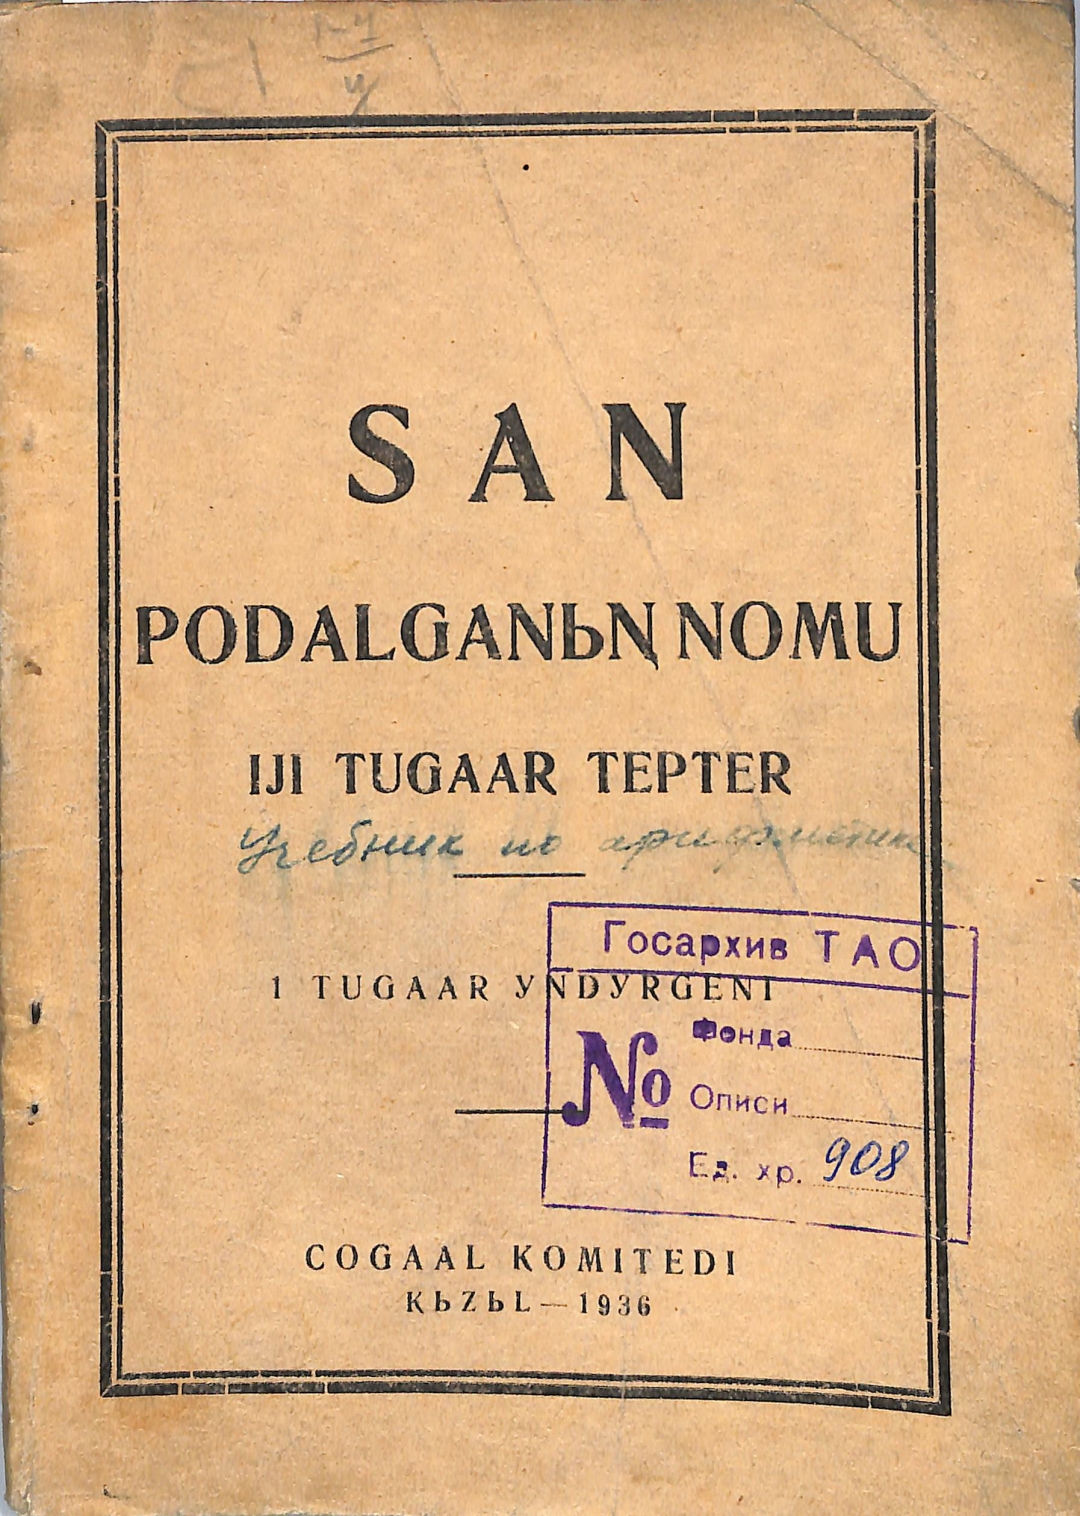 SAN
PODALGANЬŅ NOMU
IJI TUGAAR TEPTER
Учебник по арифметике
Госархив ТАО
1 TUGAAR YNDYRGENI
Фонда
№
Описи
Ед. хр. 908
COGAAL KOMITEDI
KЬZЬL—1936